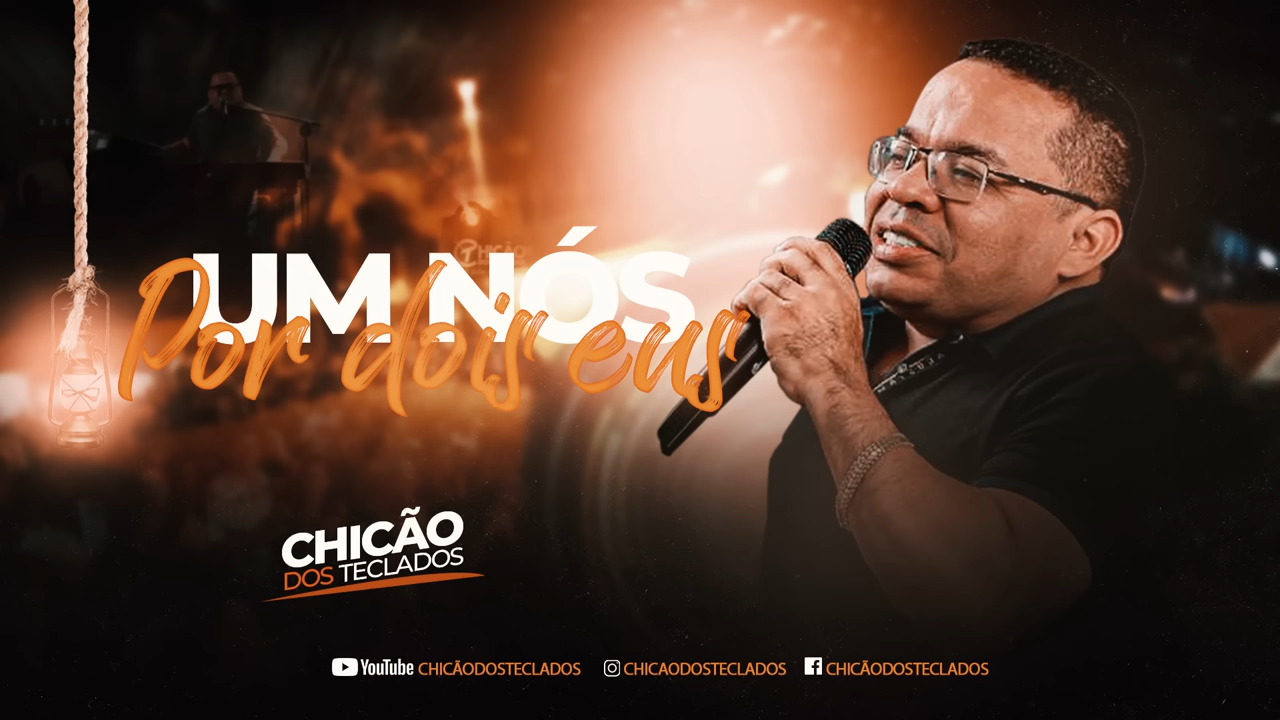 UM NÓS
Por dois eus
CHICÃO
DOS TECLADOS
YouTube CHICÃODOSTECLADOS CHICAODOSTECLADOS CHICÃODOSTECLADOS